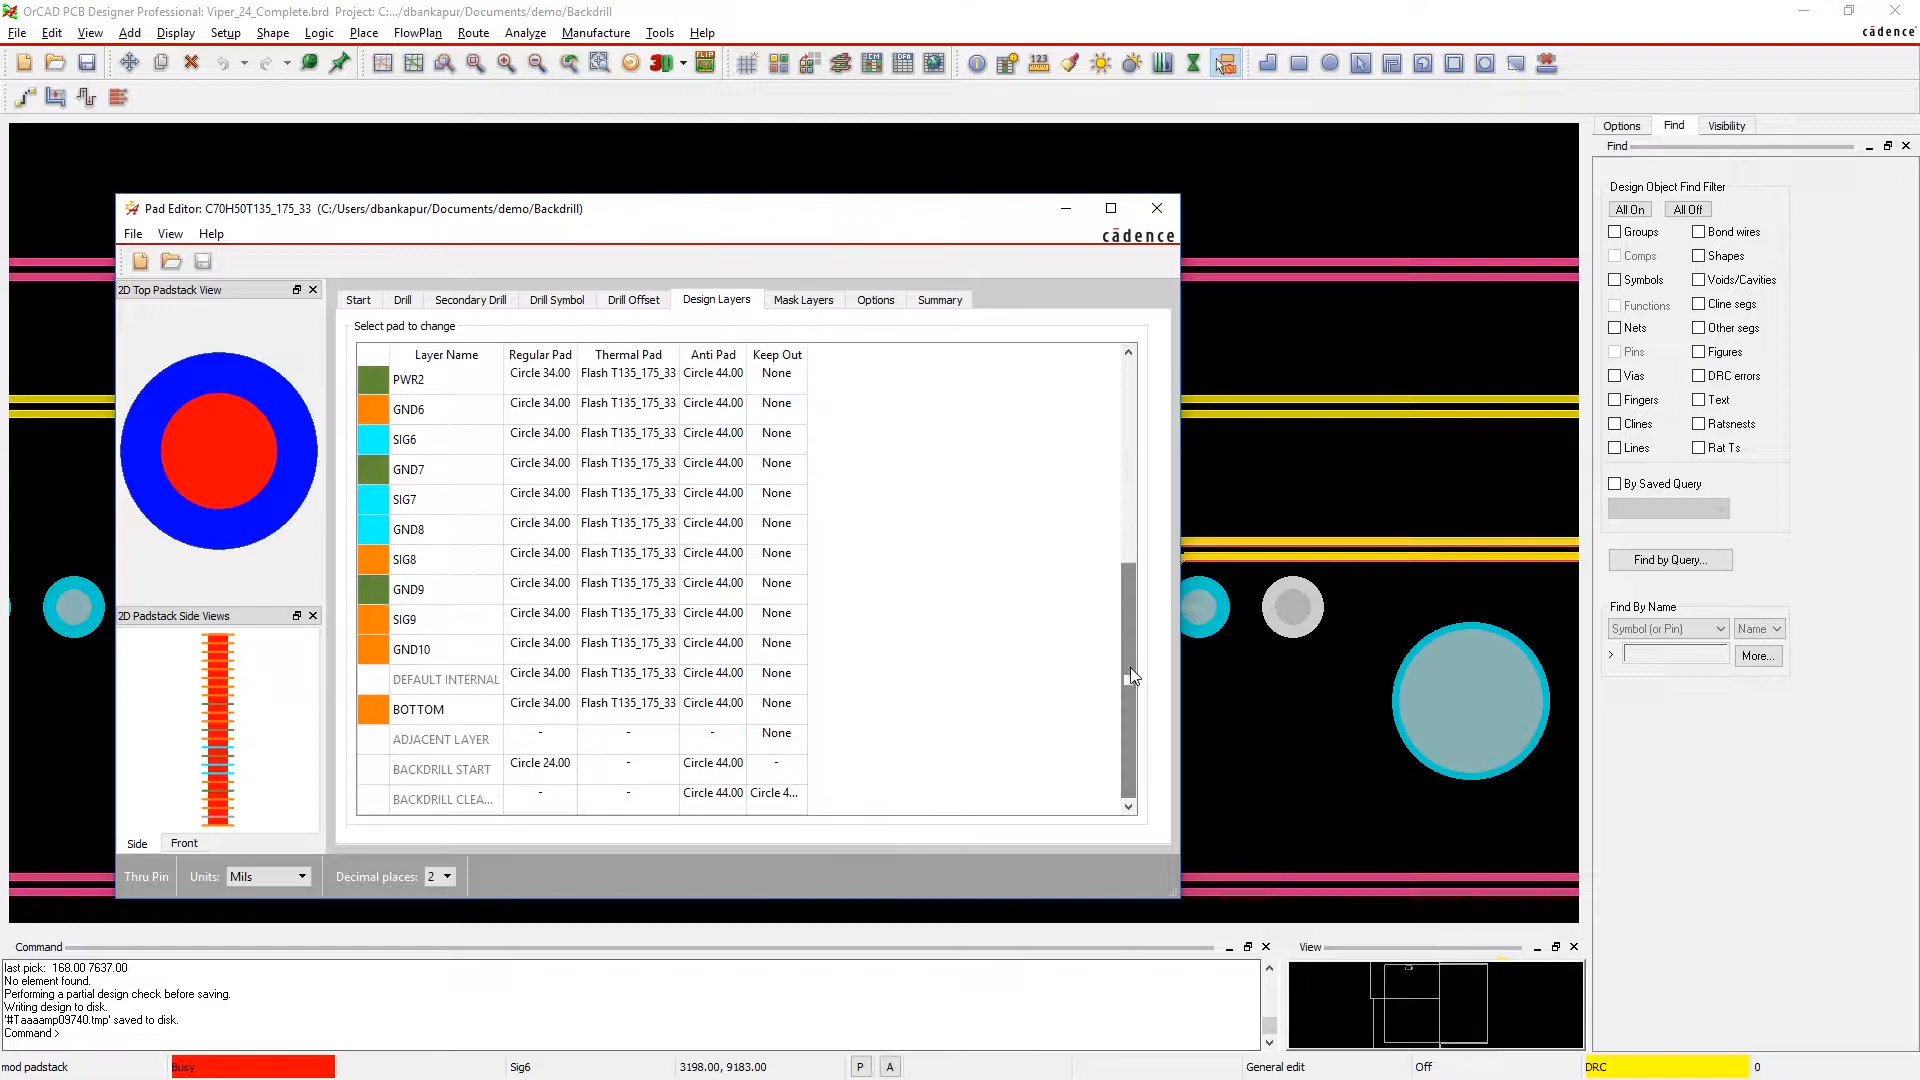 OrCAD PCB Designer Professional: Viper_24_Complete.brd Project: C:.../dbankapur/Documents/demo/Backdrill
File Edit View Add Display Setup Shape Logic Place FlowPlan Route Analyze Manufacture Tools Help
cādence
3D FLIP CM DFA 123
Options Find Visibility
Find
Design Object Find Filter
All On All Off
Groups Bond wires
Comps Shapes
Symbols Voids/Cavities
Functions Cline segs
Nets Other segs
Pins Figures
Vias DRC errors
Fingers Text
Clines Ratsnests
Lines Rat Ts
By Saved Query
Find by Query...
Find By Name
Symbol (or Pin) Name
> More...
Pad Editor: C70H50T135_175_33 (C:/Users/dbankapur/Documents/demo/Backdrill)
File View Help
cādence
2D Top Padstack View
2D Padstack Side Views
Side Front
Start Drill Secondary Drill Drill Symbol Drill Offset Design Layers Mask Layers Options Summary
Select pad to change
Layer Name Regular Pad Thermal Pad Anti Pad Keep Out
PWR2 Circle 34.00 Flash T135_175_33 Circle 44.00 None
GND6 Circle 34.00 Flash T135_175_33 Circle 44.00 None
SIG6 Circle 34.00 Flash T135_175_33 Circle 44.00 None
GND7 Circle 34.00 Flash T135_175_33 Circle 44.00 None
SIG7 Circle 34.00 Flash T135_175_33 Circle 44.00 None
GND8 Circle 34.00 Flash T135_175_33 Circle 44.00 None
SIG8 Circle 34.00 Flash T135_175_33 Circle 44.00 None
GND9 Circle 34.00 Flash T135_175_33 Circle 44.00 None
SIG9 Circle 34.00 Flash T135_175_33 Circle 44.00 None
GND10 Circle 34.00 Flash T135_175_33 Circle 44.00 None
DEFAULT INTERNAL Circle 34.00 Flash T135_175_33 Circle 44.00 None
BOTTOM Circle 34.00 Flash T135_175_33 Circle 44.00 None
ADJACENT LAYER - - - None
BACKDRILL START Circle 24.00 - Circle 44.00 -
BACKDRILL CLEA... - - Circle 44.00 Circle 4...
Thru Pin Units: Mils Decimal places: 2
Command
last pick: 168.00 7637.00
No element found.
Performing a partial design check before saving.
Writing design to disk.
'#Taaaamp09740.tmp' saved to disk.
Command >
View
mod padstack Busy Sig6 3198.00, 9183.00 P A General edit Off DRC 0